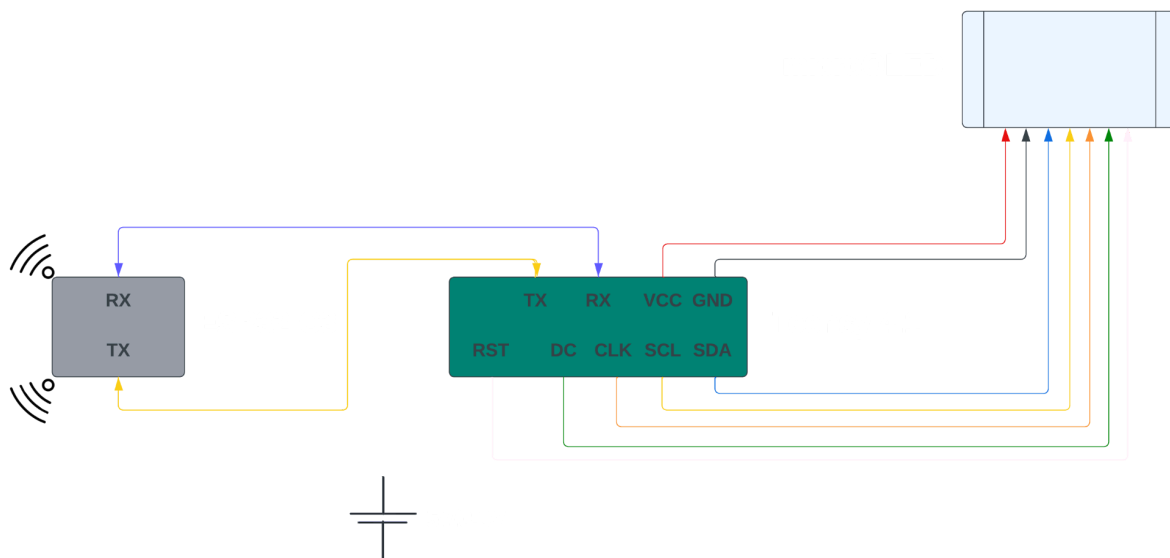 RX
TX
TX RX VCC GND
RST DC CLK SCL SDA